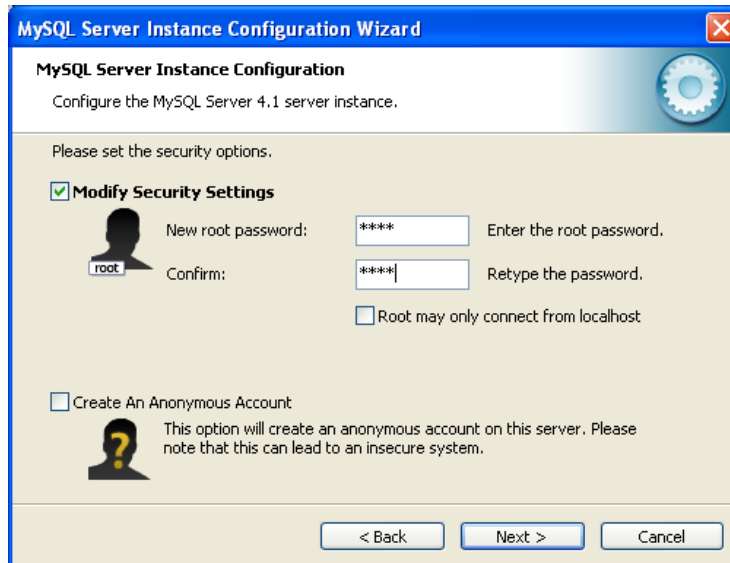 MySQL Server Instance Configuration Wizard
MySQL Server Instance Configuration
Configure the MySQL Server 4.1 server instance.
Please set the security options.
Modify Security Settings
New root password: **** Enter the root password.
root
Confirm: **** Retype the password.
Root may only connect from localhost
Create An Anonymous Account
This option will create an anonymous account on this server. Please
note that this can lead to an insecure system.
< Back Next > Cancel